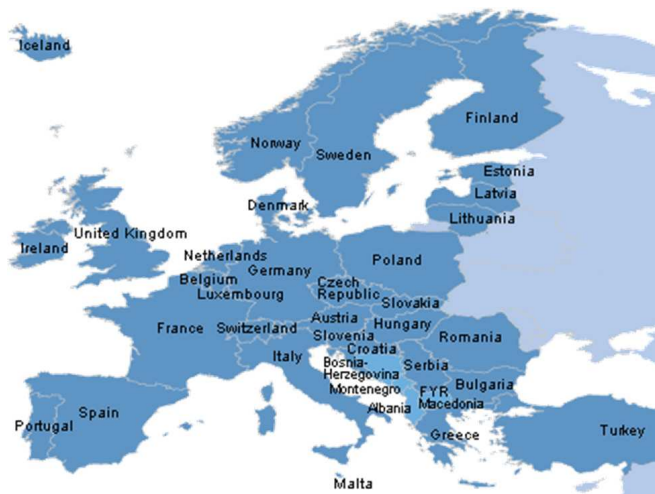 Iceland
Finland
Norway
Sweden
Estonia
Latvia
Denmark
Lithuania
United Kingdom
Ireland
Netherlands
Poland
Germany
Belgium
Czech
Republic
Luxembourg
Slovakia
Austria
France
Switzerland
Hungary
Slovenia
Romania
Croatia
Italy
Bosnia-
Herzegovina
Serbia
Montenegro
Bulgaria
FYR
Macedonia
Albania
Spain
Portugal
Greece
Turkey
Malta